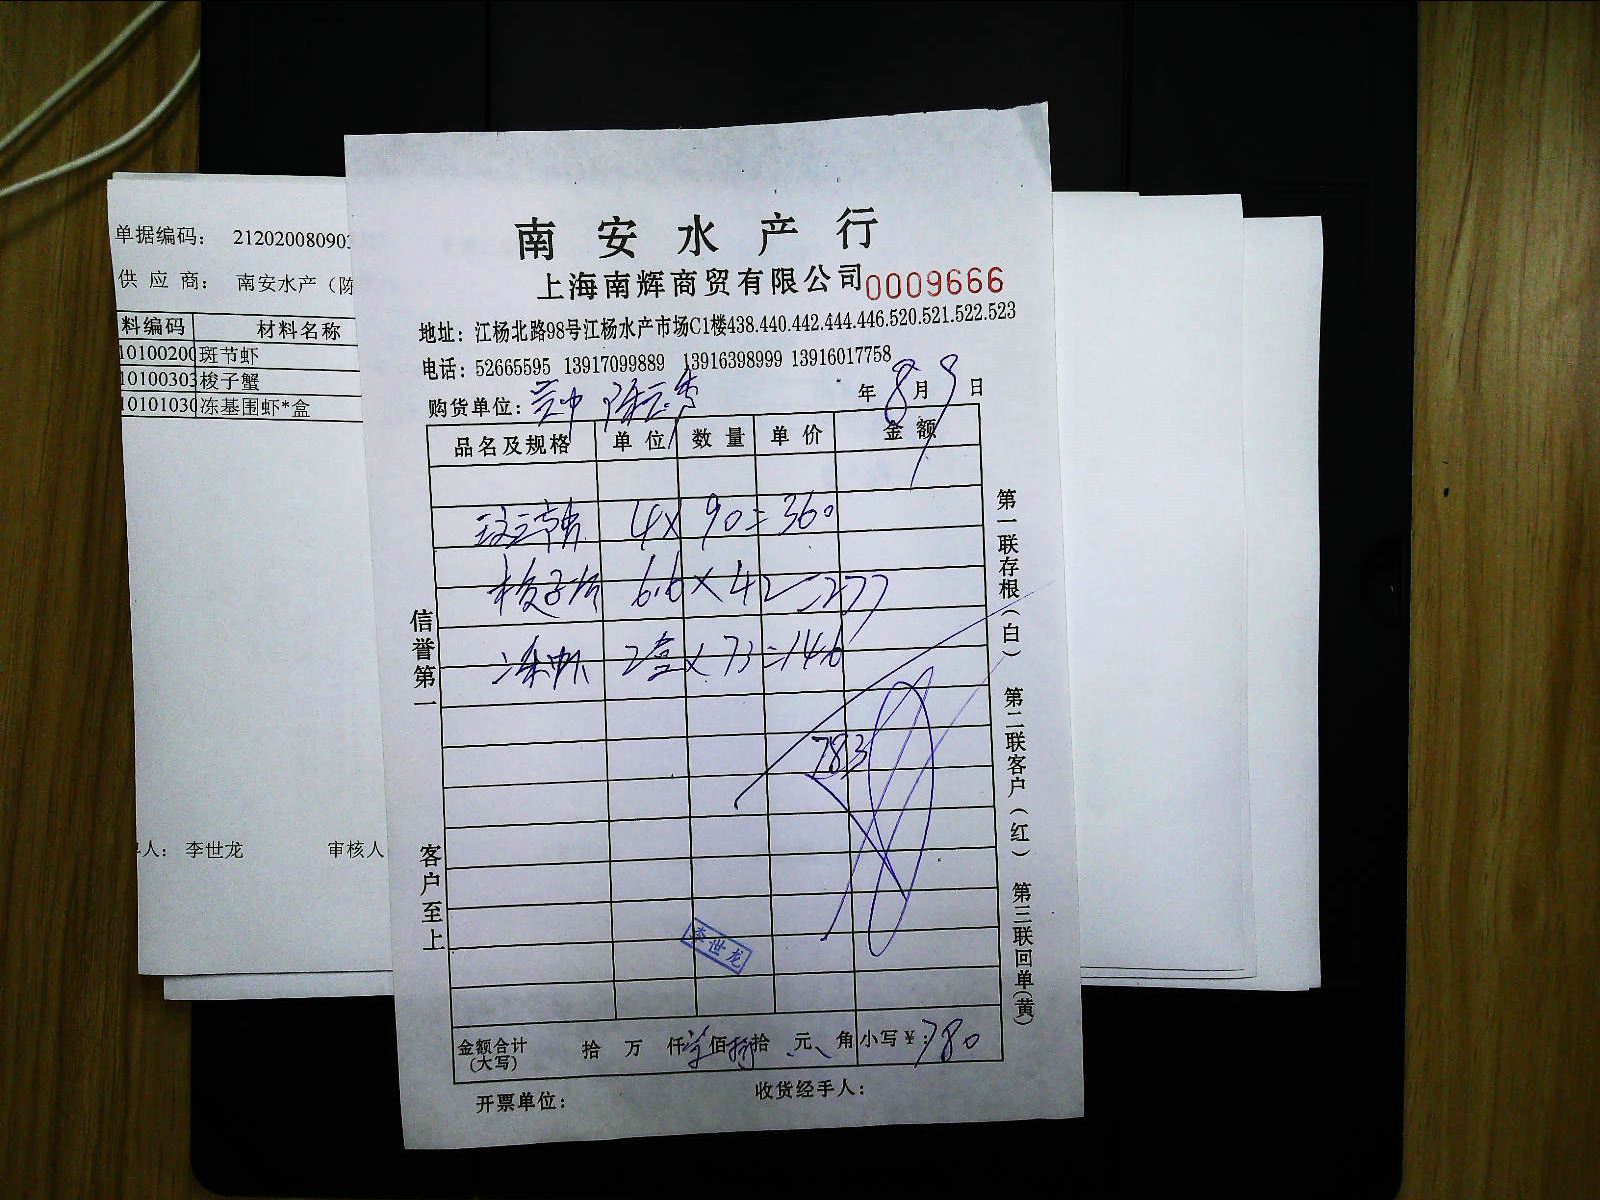 单据编码： 21202008090
供 应 商： 南安水产（陈
料编码 材料名称
10100200 斑节虾
10100303 梭子蟹
10101030 冻基围虾*盒
人： 李世龙 审核人
南安水产行
上海南辉商贸有限公司 0009666
地址：江杨北路98号江杨水产市场C1楼438.440.442.444.446.520.521.522.523
电话：52665595 13917099889 13916398999 13916017758
购货单位： 年 8 月 9 日
品名及规格 单位 数量 单价 金额
4 x 90 = 360
梭子 6.6 x 42 = 277
冻 2盒 x 73 = 146
783
李世龙
金额合计(大写) 拾 万 仟 佰 拾 元 角 小写￥：780
开票单位： 收货经手人：
信誉第一 客户至上
第一联存根（白） 第二联客户（红） 第三联回单(黄)